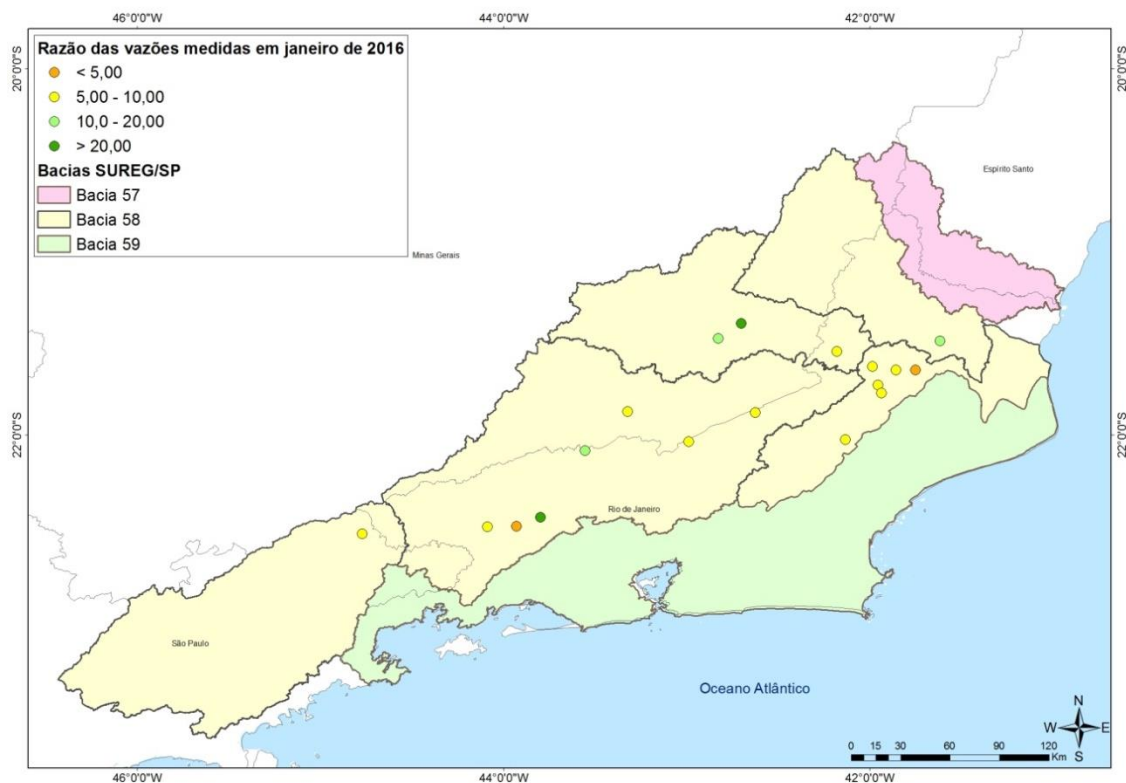 46°0'0"W
44°0'0"W
42°0'0"W
20°0'0"S
20°0'0"S
Razão das vazões medidas em janeiro de 2016
< 5,00
5,00 - 10,00
10,0 - 20,00
> 20,00
Bacias SUREG/SP
Bacia 57
Bacia 58
Bacia 59
Espírito Santo
Minas Gerais
22°0'0"S
22°0'0"S
Rio de Janeiro
São Paulo
Oceano Atlântico
N
W
E
S
0 15 30 60 90 120
Km
46°0'0"W
44°0'0"W
42°0'0"W